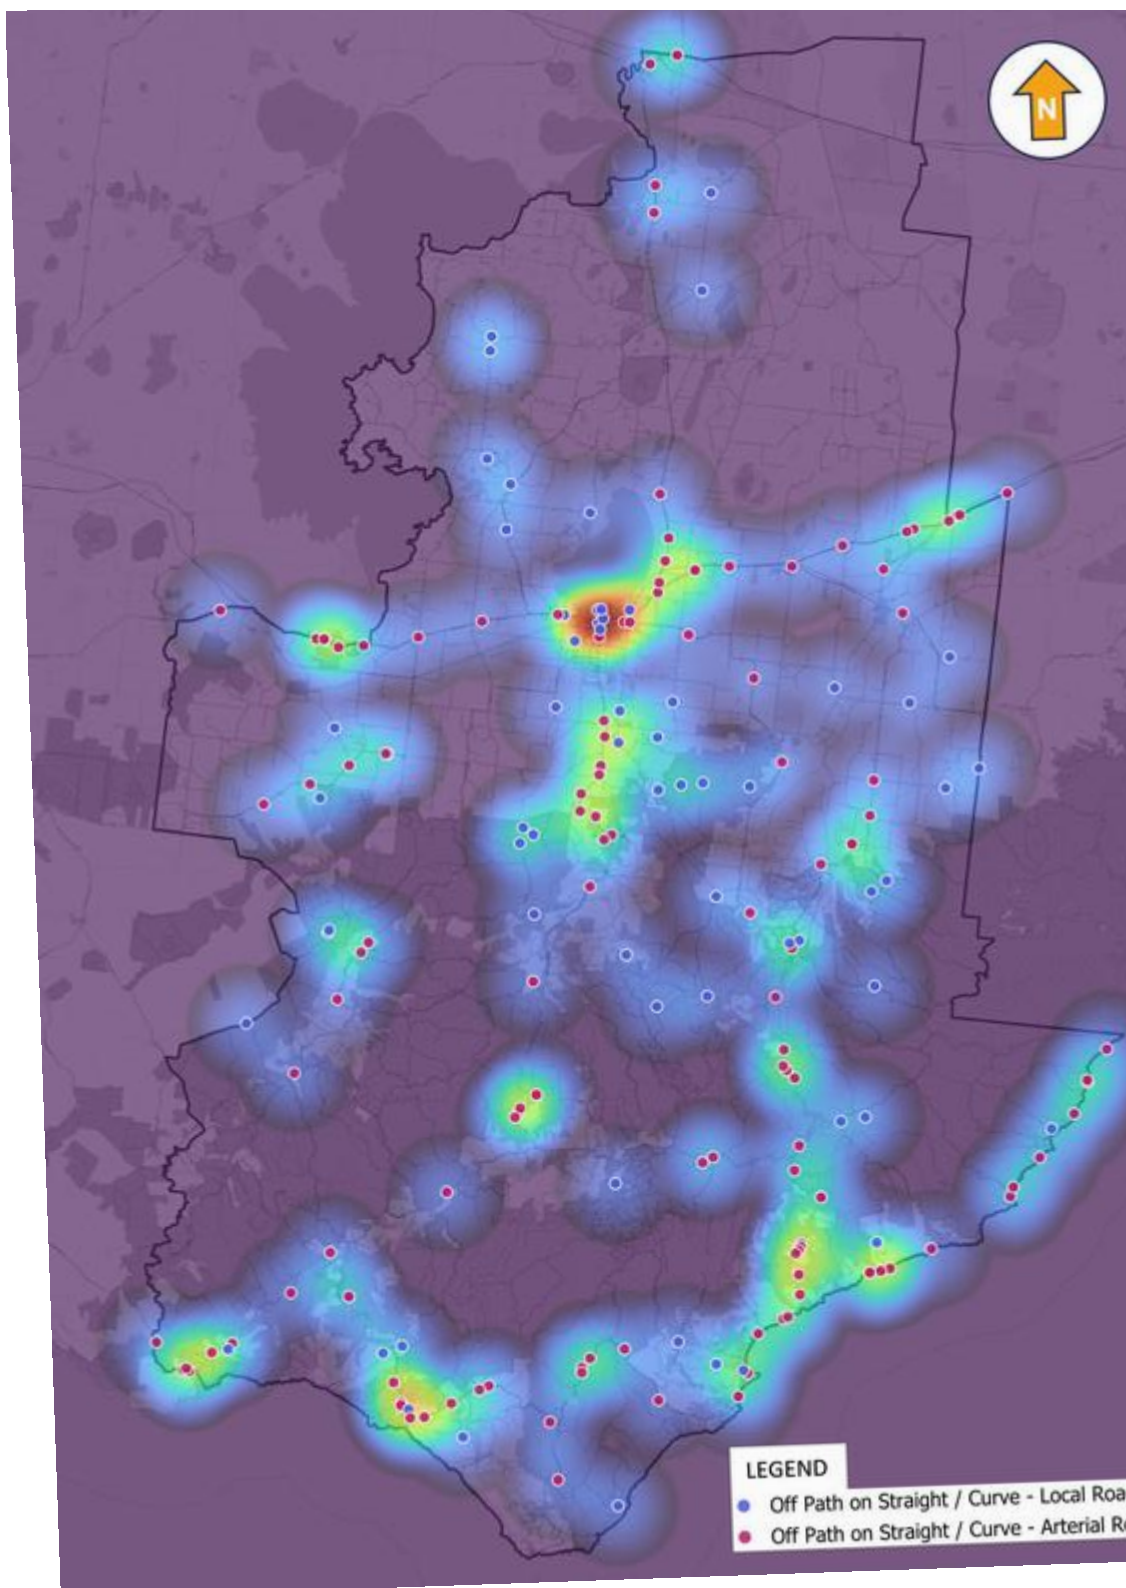 N
LEGEND
Off Path on Straight / Curve - Local Roa
Off Path on Straight / Curve - Arterial R